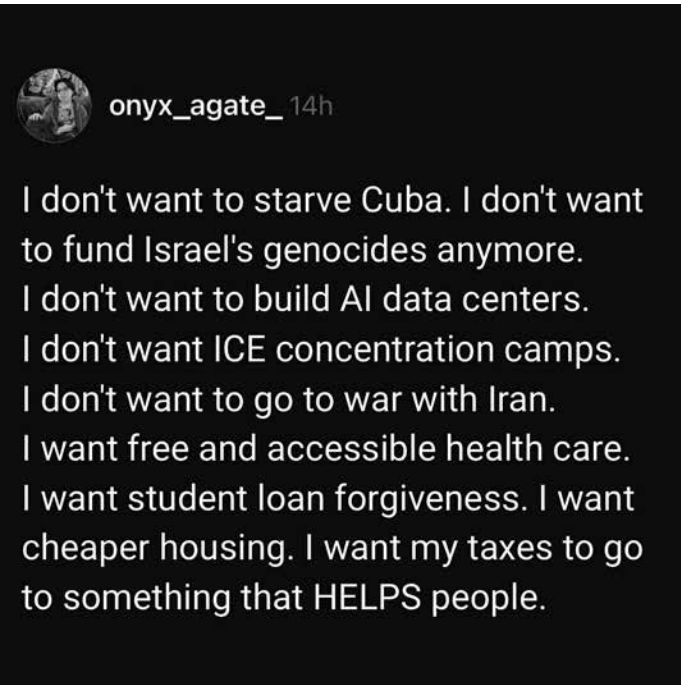 onyx_agate_ 14h
I don't want to starve Cuba. I don't want
to fund Israel's genocides anymore.
I don't want to build AI data centers.
I don't want ICE concentration camps.
I don't want to go to war with Iran.
I want free and accessible health care.
I want student loan forgiveness. I want
cheaper housing. I want my taxes to go
to something that HELPS people.